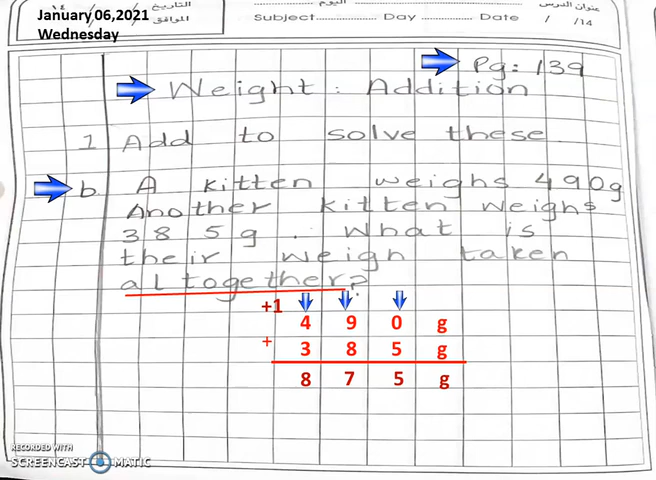 January 06,2021
Wednesday
التاريخ
الموافق
اليوم
عنوان الدرس
Subject Day Date / /14
Pg: 139
Weight : Addition
1 Add to solve these
b A kitten weighs 490g
Another kitten weighs
385g . What is
their weigh taken
altogether?
+1
4 9 0 g
+ 3 8 5 g
8 7 5 g
RECORDED WITH
SCREENCAST MATIC